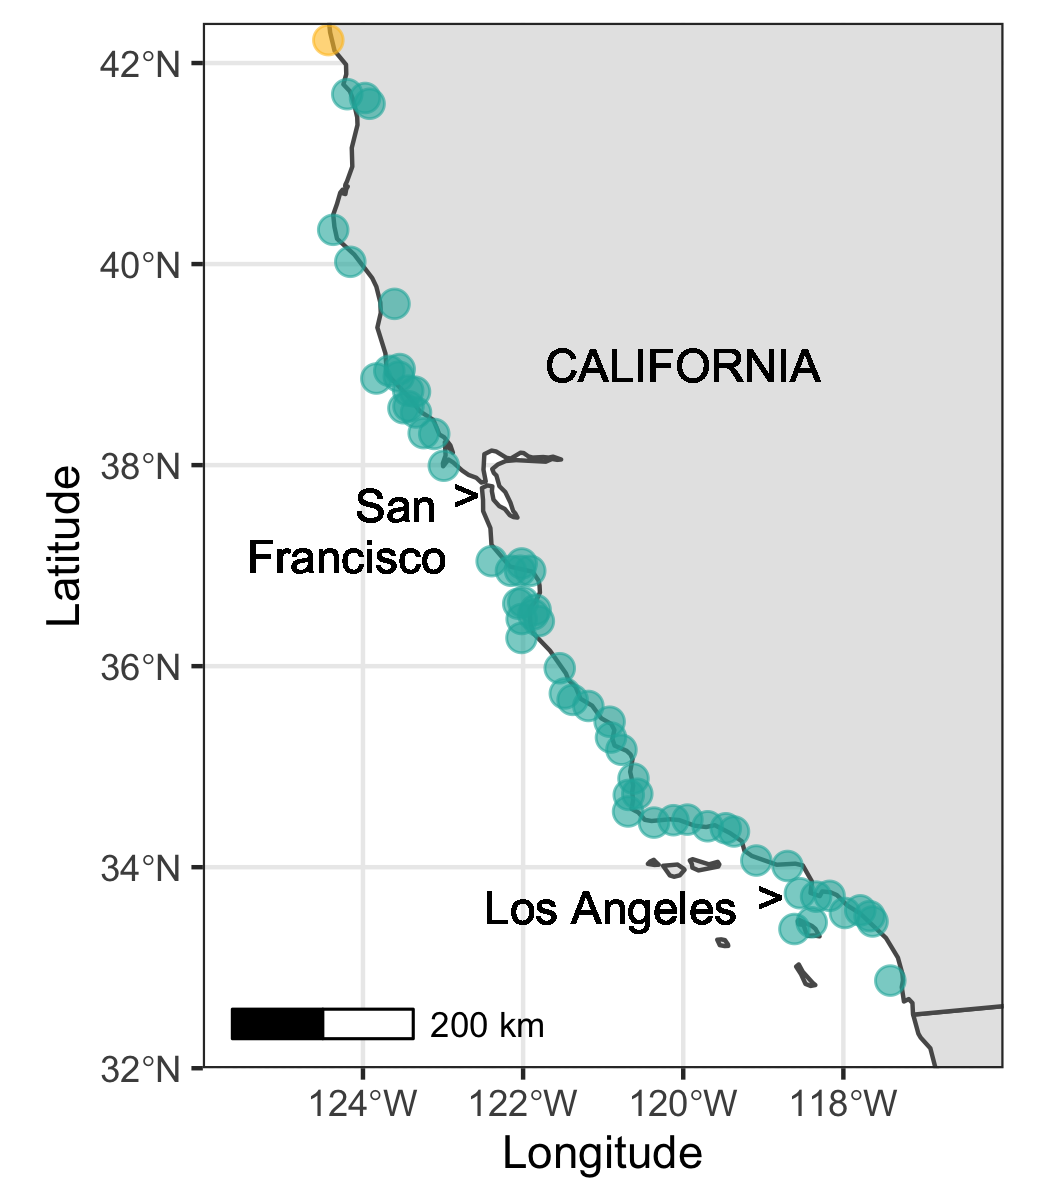 42°N
40°N
CALIFORNIA
38°N
San >
Francisco
Latitude
36°N
34°N
Los Angeles >
200 km
32°N
124°W 122°W 120°W 118°W
Longitude